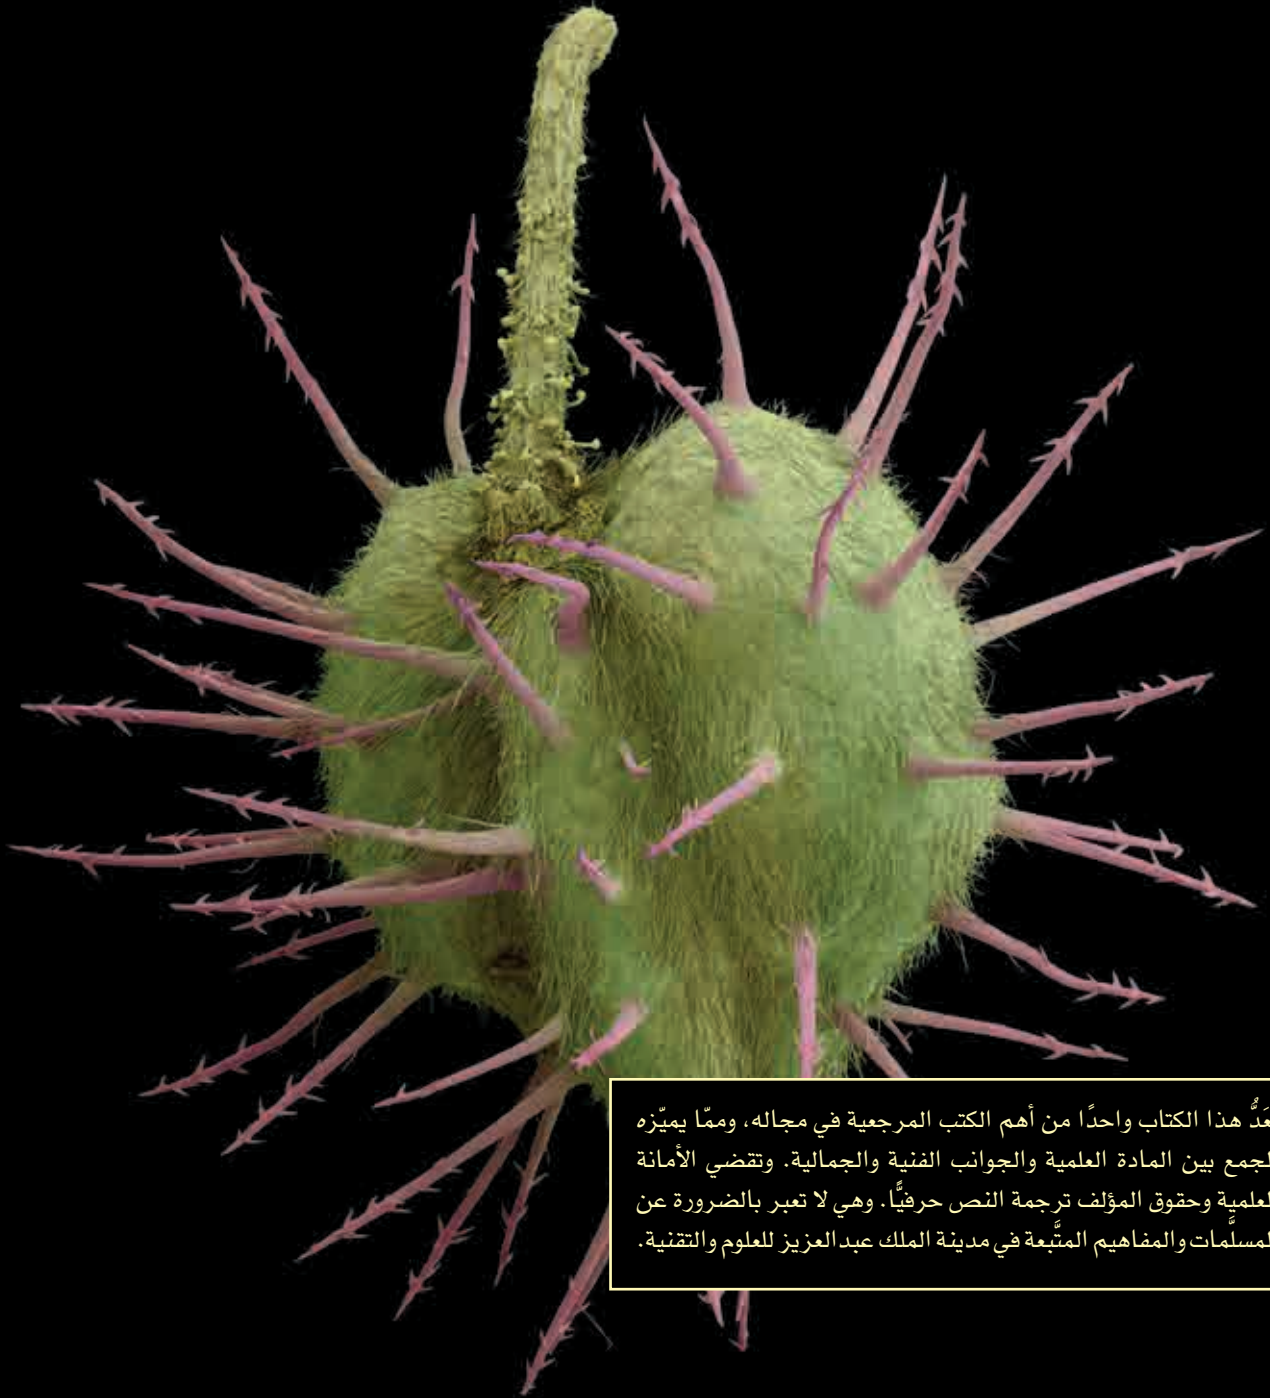 عَدُّ هذا الكتاب واحدًا من أهم الكتب المرجعية في مجاله، وممّا يميّزه
لجمع بين المادة العلمية والجوانب الفنية والجمالية. وتقضي الأمانة
لعلمية وحقوق المؤلف ترجمة النص حرفيًّا. وهي لا تعبر بالضرورة عن
لمسلَّمات والمفاهيم المتَّبعة في مدينة الملك عبدالعزيز للعلوم والتقنية.